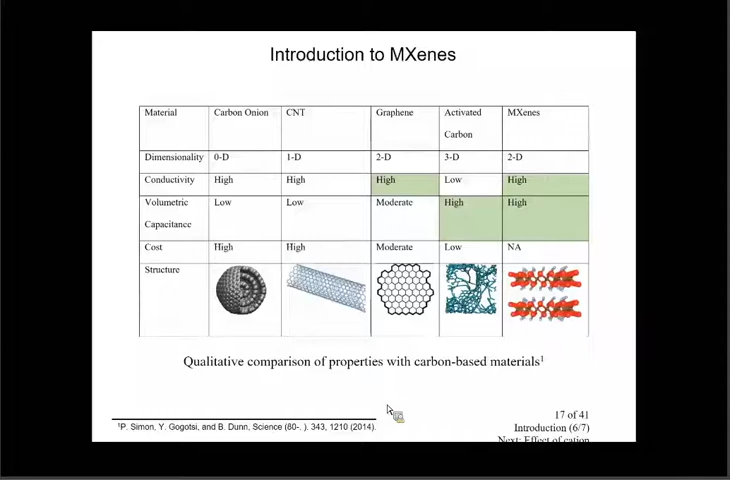 Introduction to MXenes
Material Carbon Onion CNT Graphene Activated Carbon MXenes
Dimensionality 0-D 1-D 2-D 3-D 2-D
Conductivity High High High Low High
Volumetric Capacitance Low Low Moderate High High
Cost High High Moderate Low NA
Structure
Qualitative comparison of properties with carbon-based materials¹
¹P. Simon, Y. Gogotsi, and B. Dunn, Science (80-. ). 343, 1210 (2014).
17 of 41
Introduction (6/7)
Next: Effect of cation